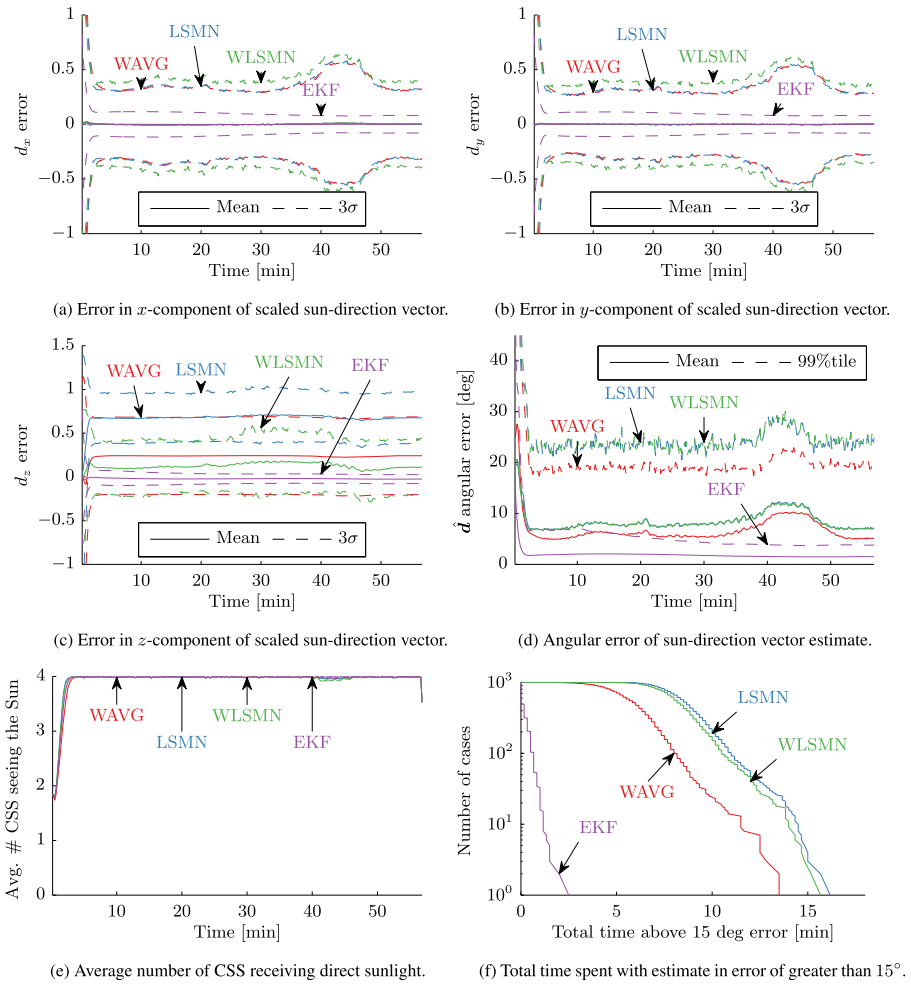 1
0.5
0
−0.5
−1
d_x error
WAVG
LSMN
WLSMN
EKF
Mean
3σ
10
20
30
40
50
Time [min]
1
0.5
0
−0.5
−1
d_y error
WAVG
LSMN
WLSMN
EKF
Mean
3σ
10
20
30
40
50
Time [min]
(a) Error in x-component of scaled sun-direction vector.
(b) Error in y-component of scaled sun-direction vector.
1.5
1
0.5
0
−0.5
−1
d_z error
WAVG
LSMN
WLSMN
EKF
Mean
3σ
10
20
30
40
50
Time [min]
40
30
20
10
0
d̂ angular error [deg]
Mean
99%tile
LSMN
WLSMN
WAVG
EKF
10
20
30
40
50
Time [min]
(c) Error in z-component of scaled sun-direction vector.
(d) Angular error of sun-direction vector estimate.
4
3
2
1
0
Avg. # CSS seeing the Sun
WAVG
LSMN
WLSMN
EKF
10
20
30
40
50
Time [min]
10³
10²
10¹
10⁰
Number of cases
LSMN
WLSMN
WAVG
EKF
0
5
10
15
Total time above 15 deg error [min]
(e) Average number of CSS receiving direct sunlight.
(f) Total time spent with estimate in error of greater than 15°.